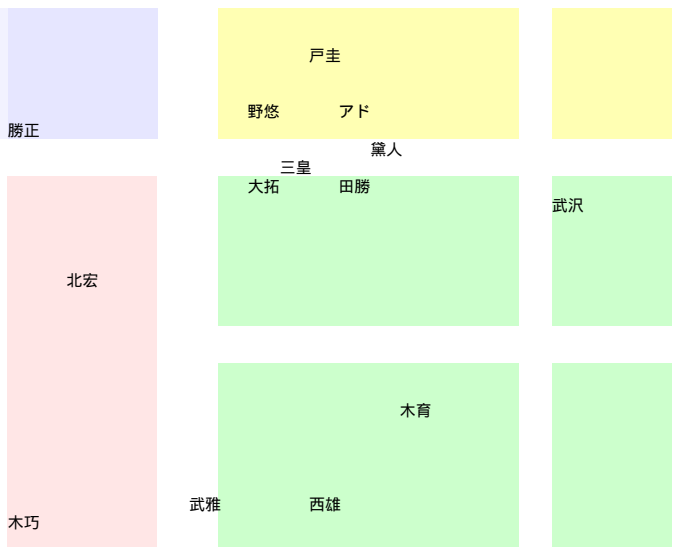 戸圭
野悠 アド
勝正
黛人
三皇
大拓 田勝
武沢
北宏
木育
武雅 西雄
木巧